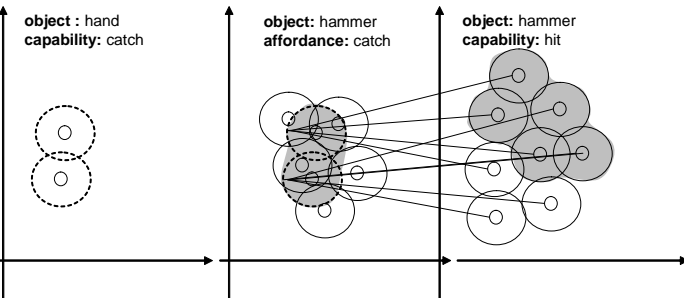 object : hand
capability: catch
object: hammer
affordance: catch
object: hammer
capability: hit